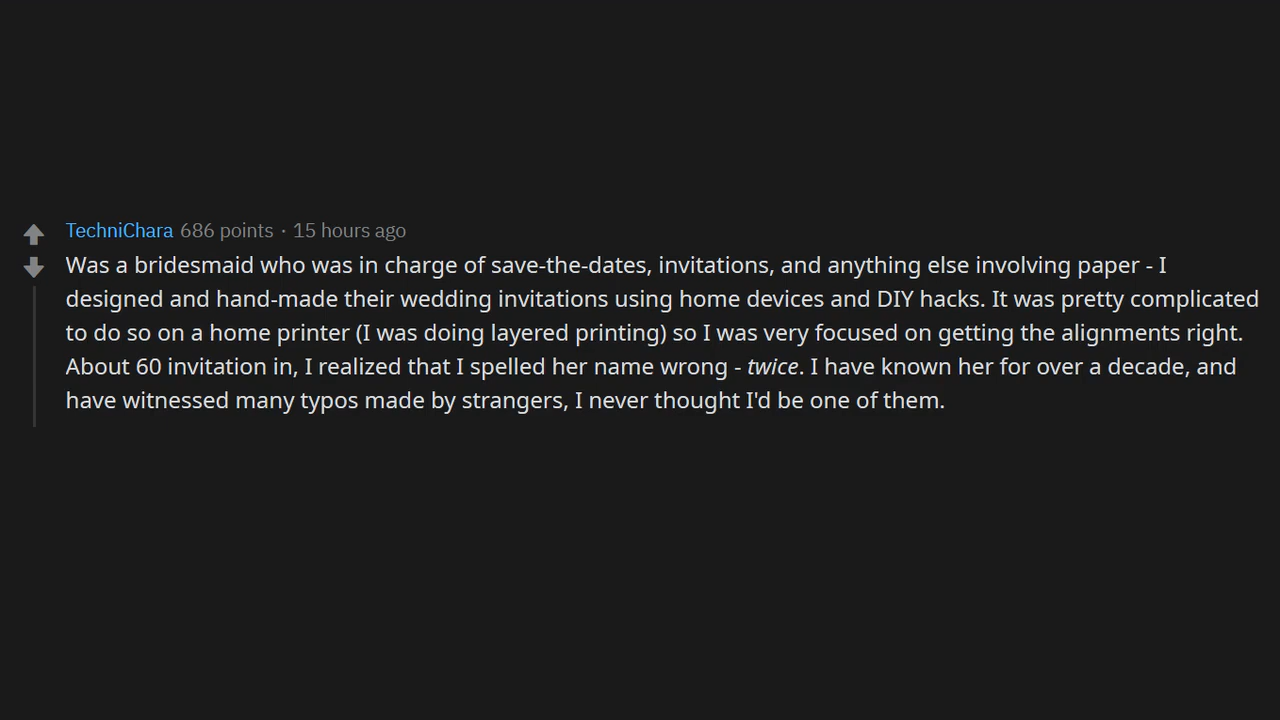 TechniChara 686 points · 15 hours ago
Was a bridesmaid who was in charge of save-the-dates, invitations, and anything else involving paper - I
designed and hand-made their wedding invitations using home devices and DIY hacks. It was pretty complicated
to do so on a home printer (I was doing layered printing) so I was very focused on getting the alignments right.
About 60 invitation in, I realized that I spelled her name wrong - twice. I have known her for over a decade, and
have witnessed many typos made by strangers, I never thought I'd be one of them.